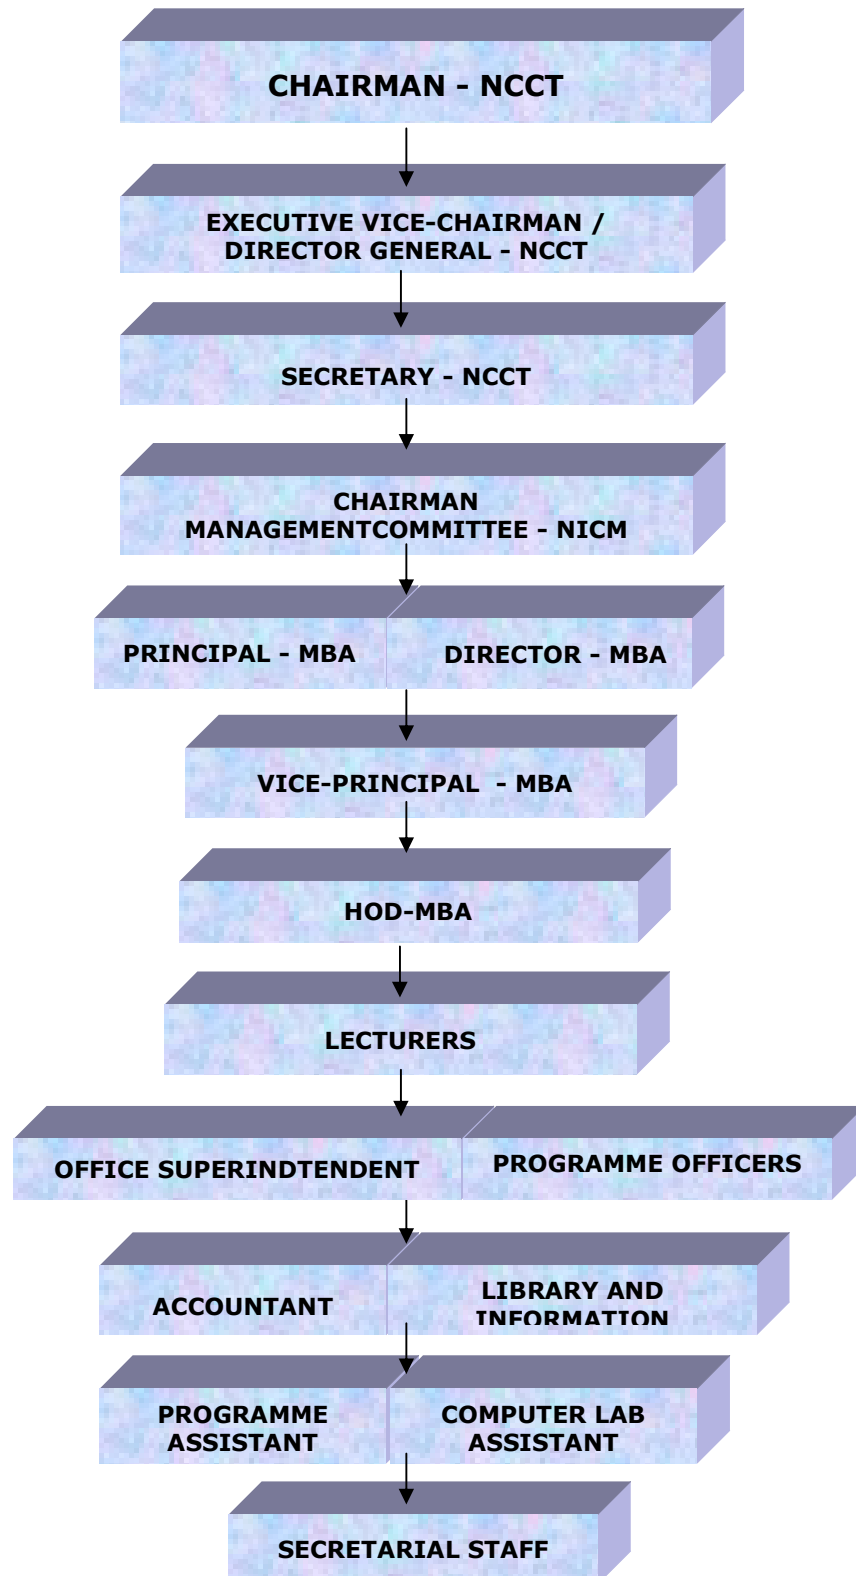 CHAIRMAN - NCCT
EXECUTIVE VICE-CHAIRMAN /
DIRECTOR GENERAL - NCCT
SECRETARY - NCCT
CHAIRMAN
MANAGEMENTCOMMITTEE - NICM
PRINCIPAL - MBA
DIRECTOR - MBA
VICE-PRINCIPAL - MBA
HOD-MBA
LECTURERS
OFFICE SUPERINDTENDENT
PROGRAMME OFFICERS
ACCOUNTANT
LIBRARY AND
INFORMATION
PROGRAMME
ASSISTANT
COMPUTER LAB
ASSISTANT
SECRETARIAL STAFF